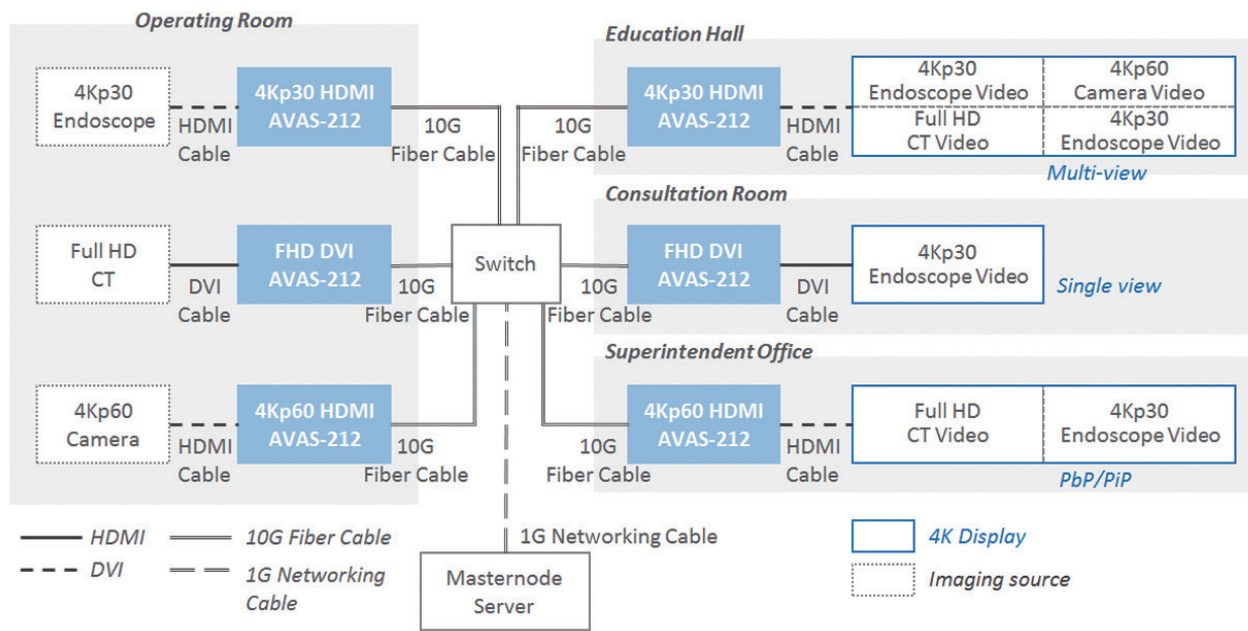 Operating Room
4Kp30
Endoscope
HDMI
Cable
4Kp30 HDMI
AVAS-212
10G
Fiber Cable
Full HD
CT
DVI
Cable
FHD DVI
AVAS-212
10G
Fiber Cable
4Kp60
Camera
HDMI
Cable
4Kp60 HDMI
AVAS-212
10G
Fiber Cable
Switch
1G Networking Cable
Masternode
Server
Education Hall
10G
Fiber Cable
4Kp30 HDMI
AVAS-212
HDMI
Cable
4Kp30
Endoscope Video
4Kp60
Camera Video
Full HD
CT Video
4Kp30
Endoscope Video
Multi-view
Consultation Room
10G
Fiber Cable
FHD DVI
AVAS-212
DVI
Cable
4Kp30
Endoscope Video
Single view
Superintendent Office
10G
Fiber Cable
4Kp60 HDMI
AVAS-212
HDMI
Cable
Full HD
CT Video
4Kp30
Endoscope Video
PbP/PiP
HDMI
DVI
10G Fiber Cable
1G Networking
Cable
4K Display
Imaging source